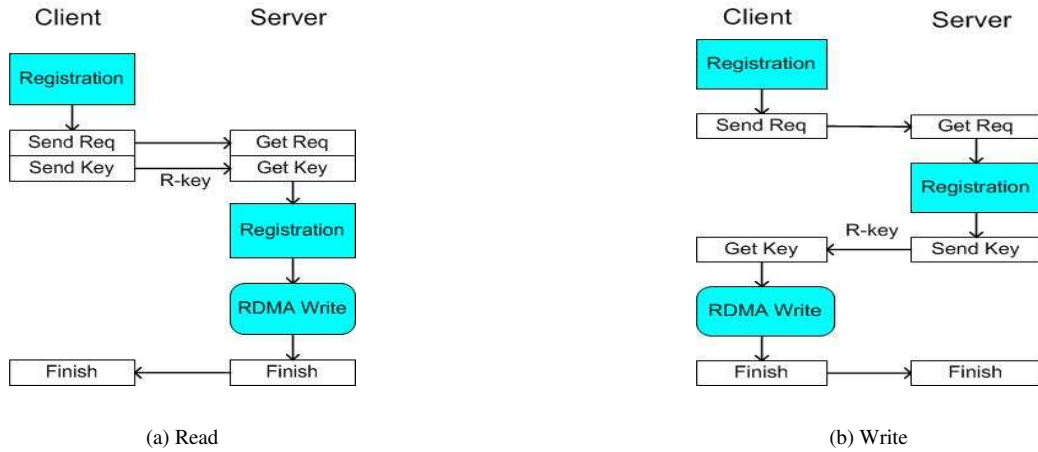 Client Server
Registration
Send Req Get Req
Send Key Get Key
R-key
Registration
RDMA Write
Finish Finish
(a) Read
Client Server
Registration
Send Req Get Req
Registration
R-key
Get Key Send Key
RDMA Write
Finish Finish
(b) Write